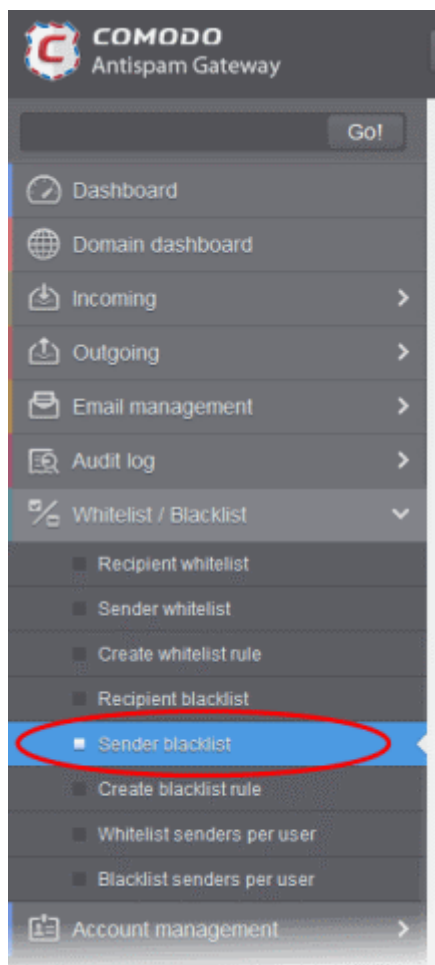 COMODO
Antispam Gateway
Go!
Dashboard
Domain dashboard
Incoming
Outgoing
Email management
Audit log
Whitelist / Blacklist
Recipient whitelist
Sender whitelist
Create whitelist rule
Recipient blacklist
Sender blacklist
Create blacklist rule
Whitelist senders per user
Blacklist senders per user
Account management